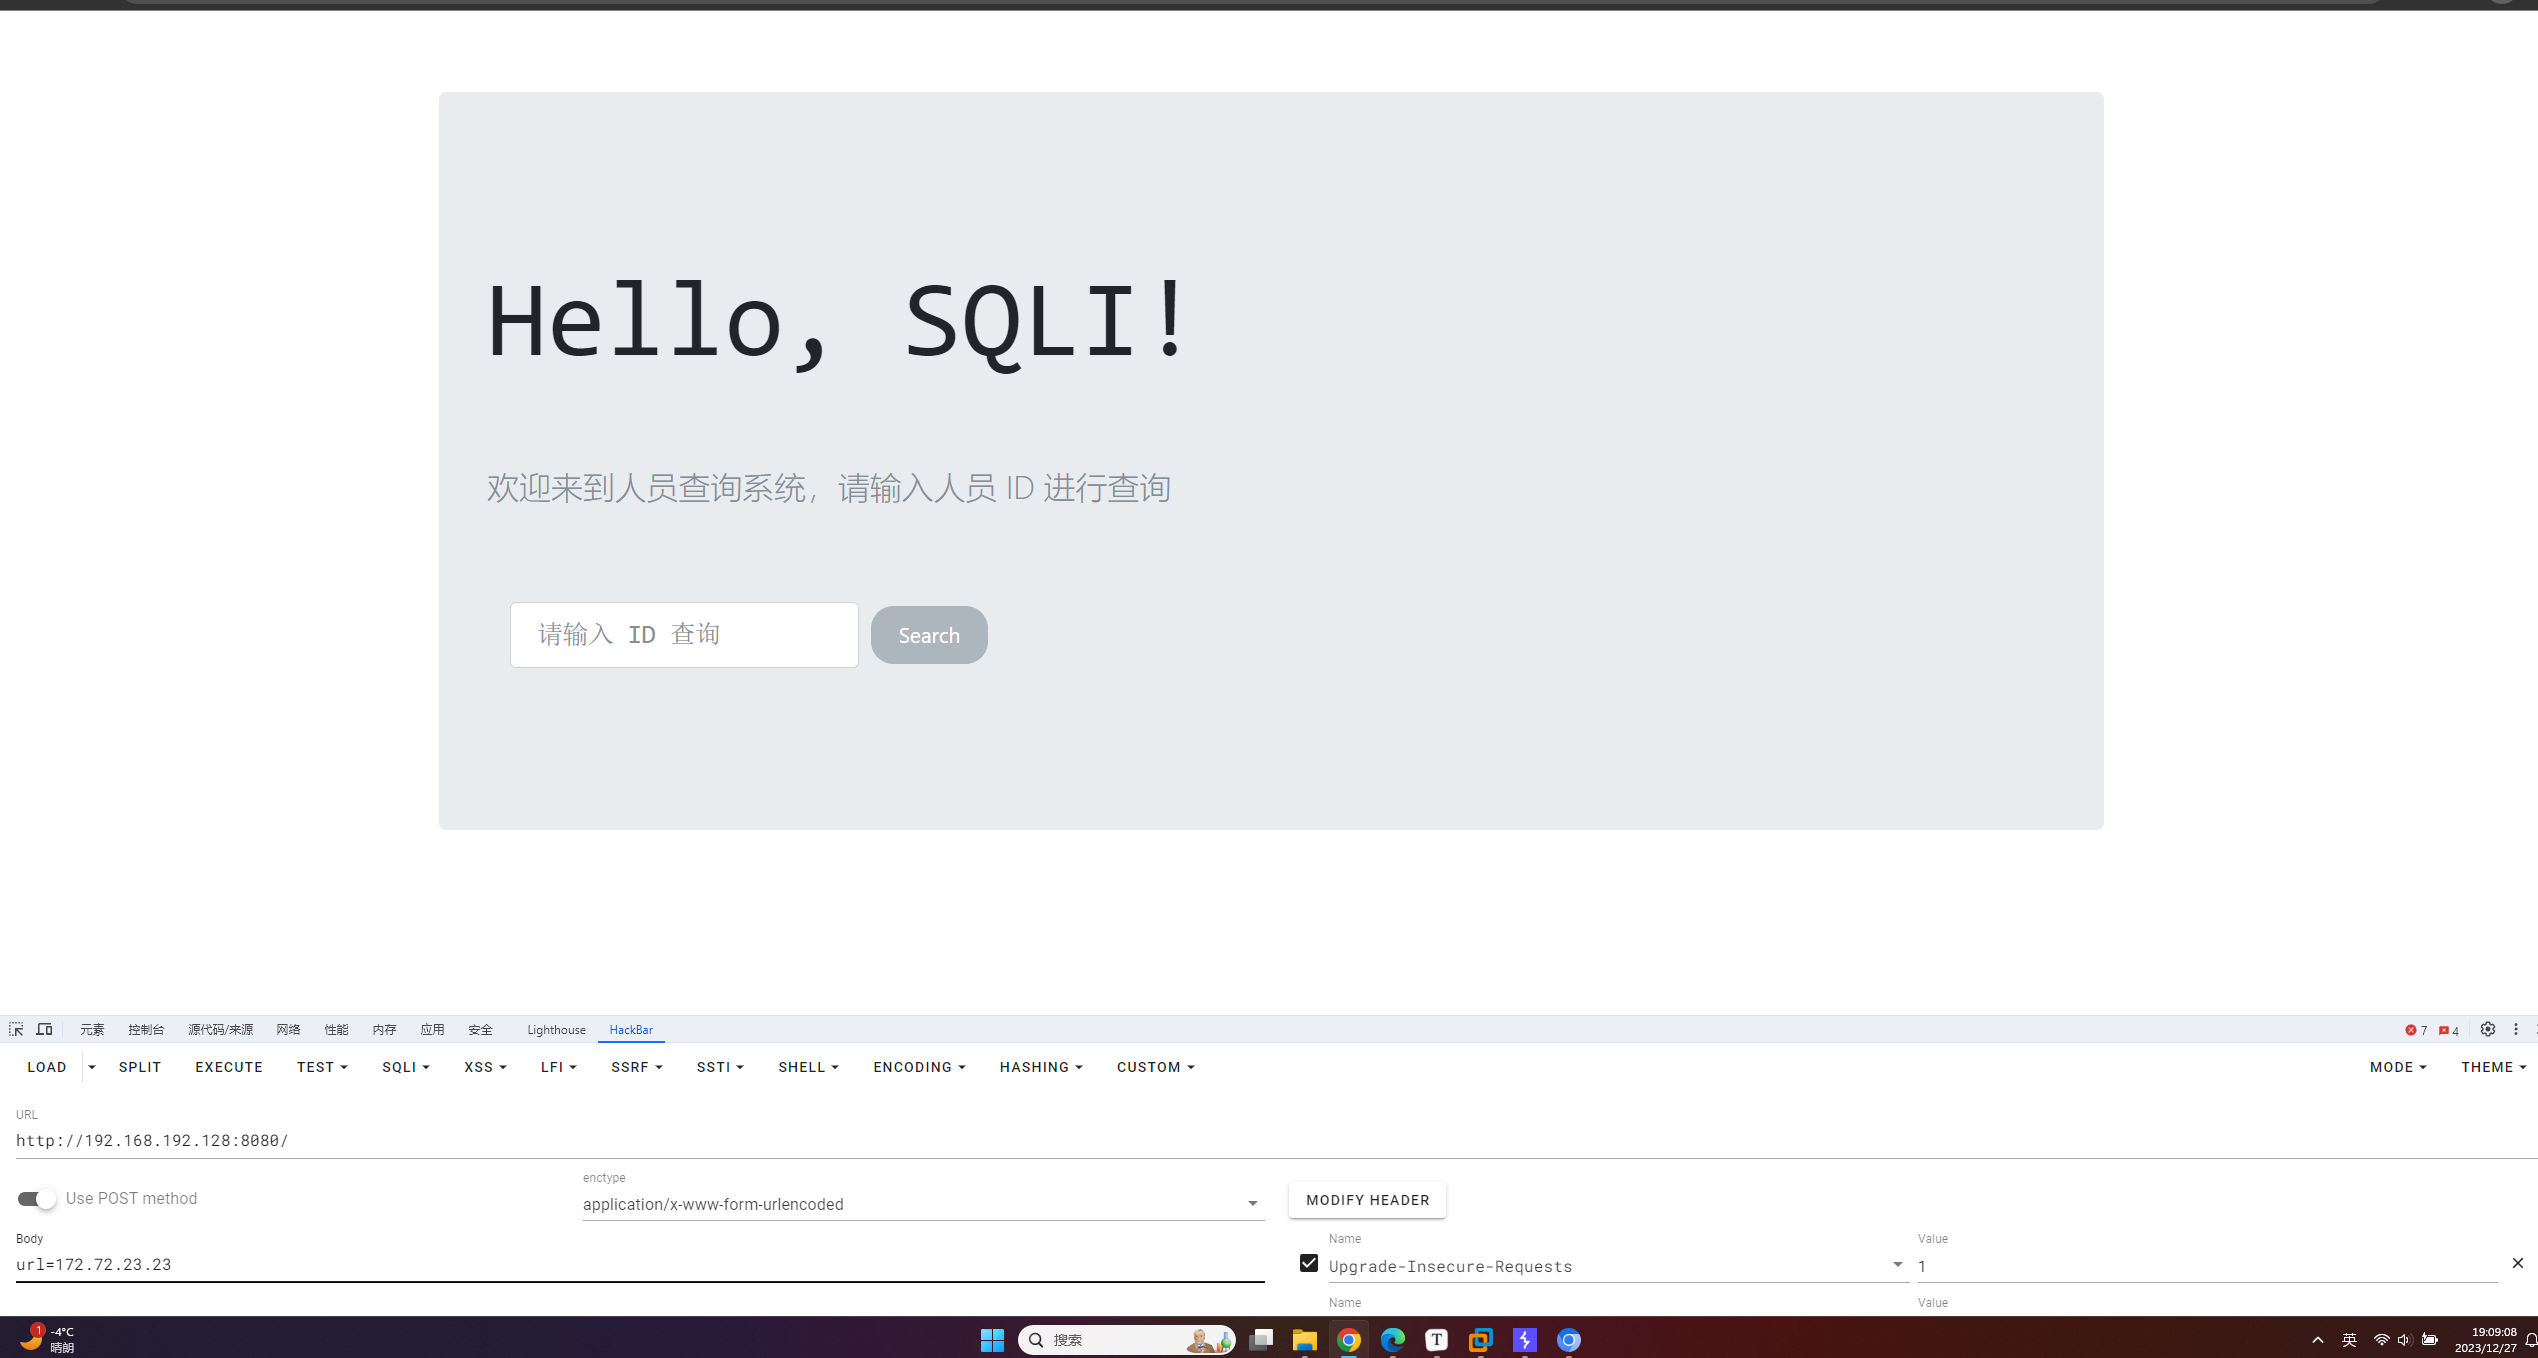 Hello, SQLI!
欢迎来到人员查询系统，请输入人员 ID 进行查询
请输入 ID 查询 Search
元素 控制台 源代码/来源 网络 性能 内存 应用 安全 Lighthouse HackBar 7 4
LOAD SPLIT EXECUTE TEST SQLI XSS LFI SSRF SSTI SHELL ENCODING HASHING CUSTOM MODE THEME
URL
http://192.168.192.128:8080/
enctype
Use POST method application/x-www-form-urlencoded MODIFY HEADER
Body Name Value
url=172.72.23.23 Upgrade-Insecure-Requests 1
Name Value
1 -4°C
晴朗
搜索 T 英
19:09:08
2023/12/27